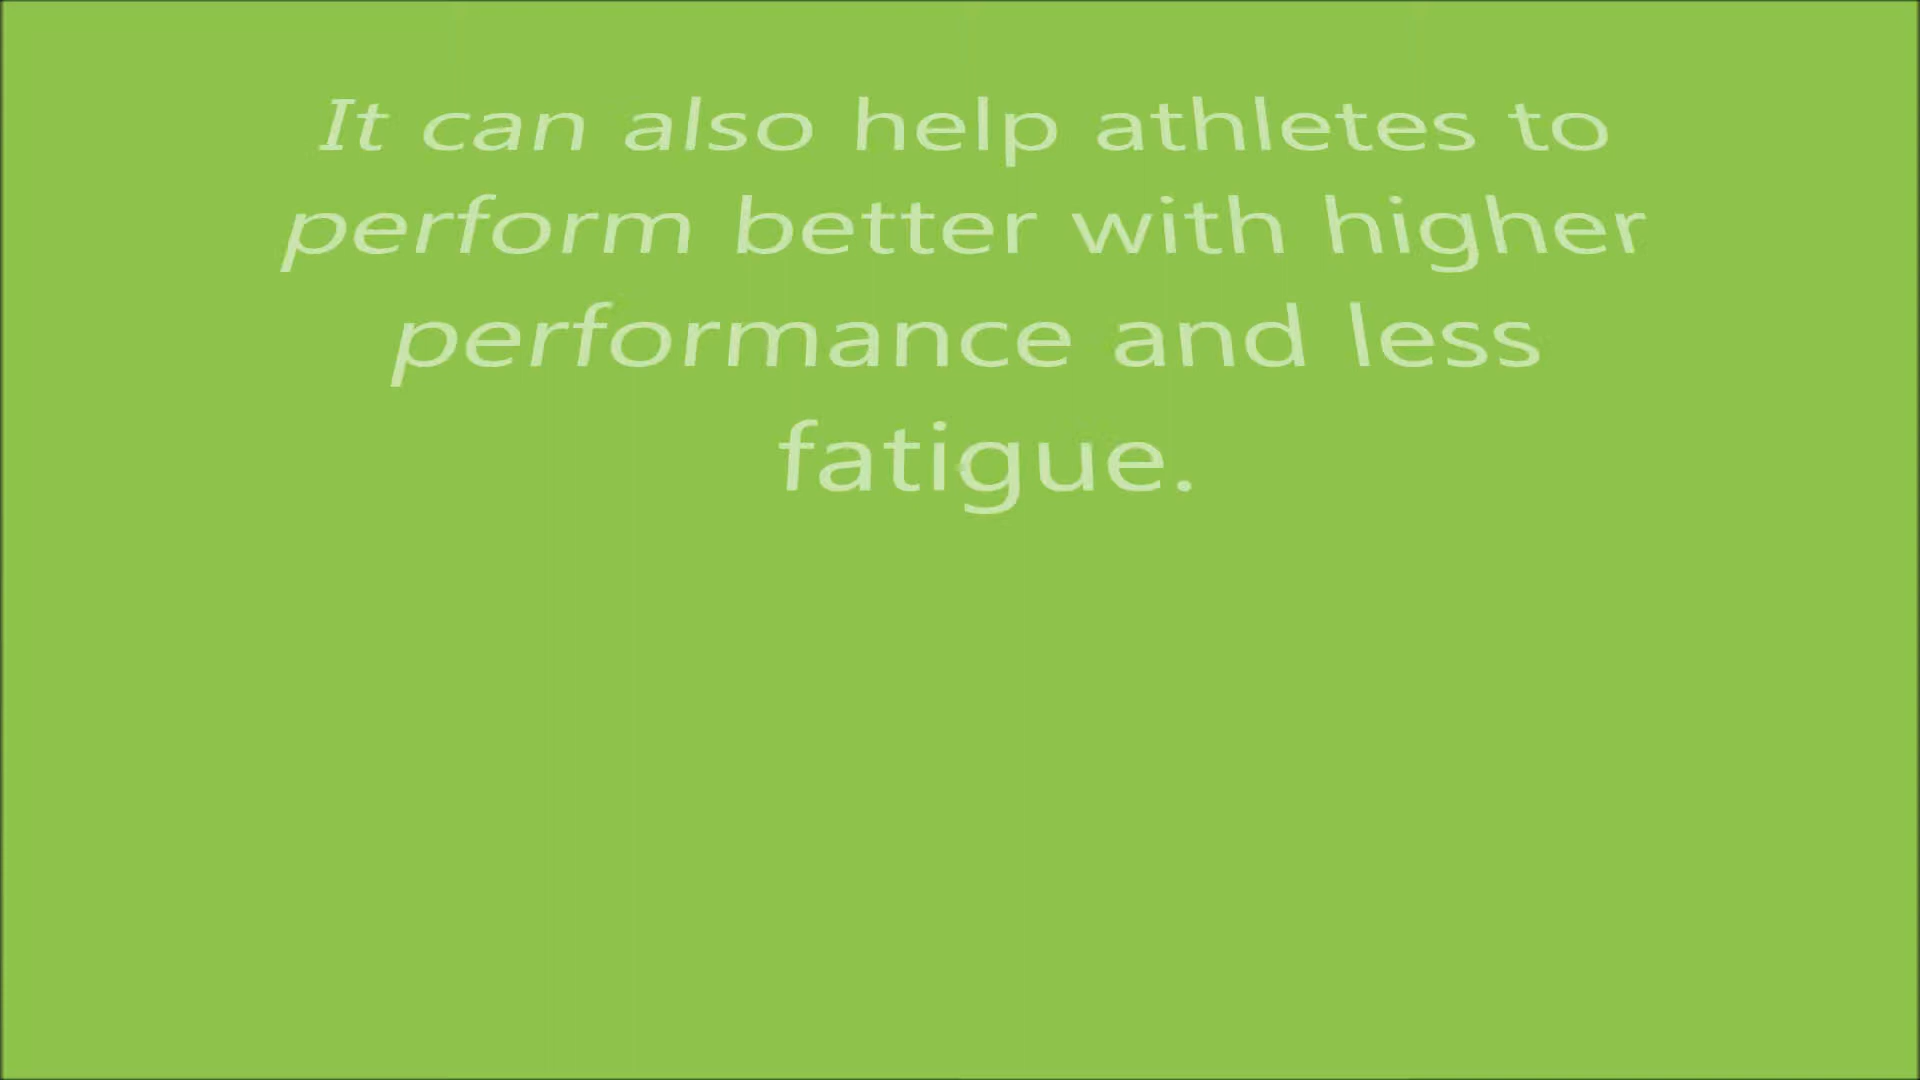 It can also help athletes to
perform better with higher
performance and less
fatigue.